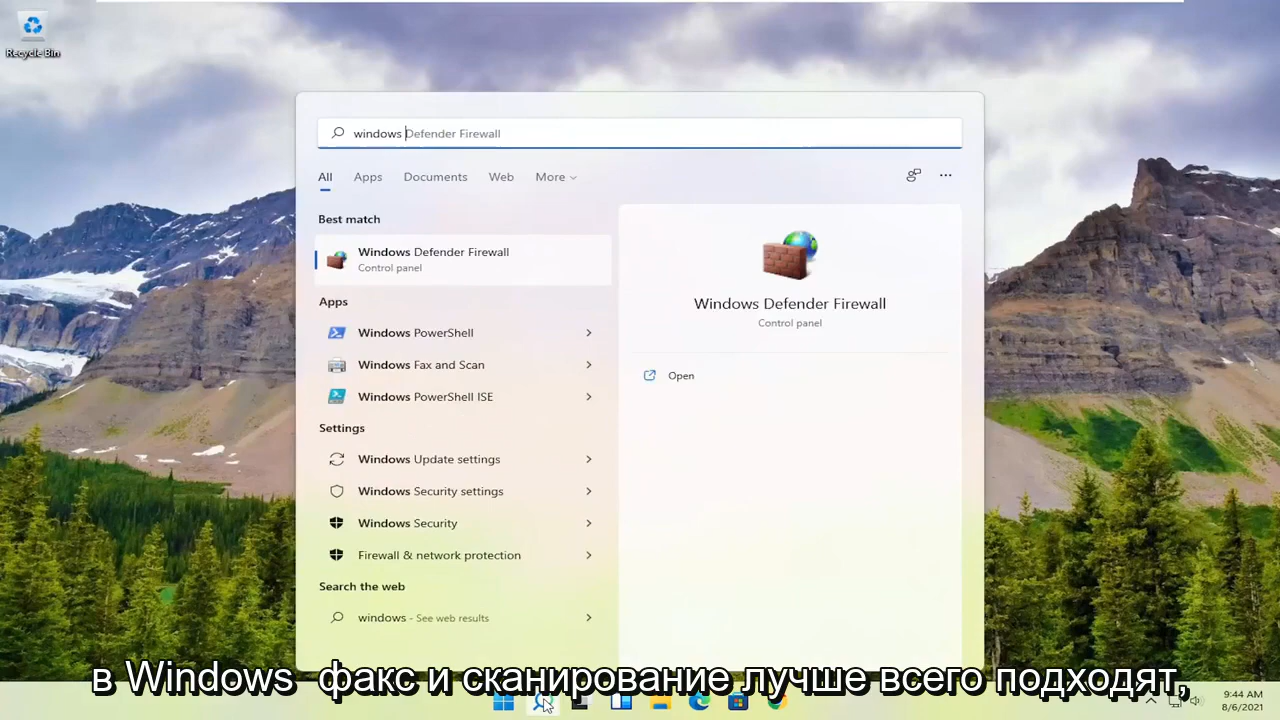 Recycle Bin
windows Defender Firewall
All Apps Documents Web More
Best match
Windows Defender Firewall
Control panel
Apps
Windows PowerShell
Windows Fax and Scan
Windows PowerShell ISE
Settings
Windows Update settings
Windows Security settings
Windows Security
Firewall & network protection
Search the web
windows - See web results
Windows Defender Firewall
Control panel
Open
в Windows факс и сканирование лучше всего подходят,
9:44 AM
8/6/2021